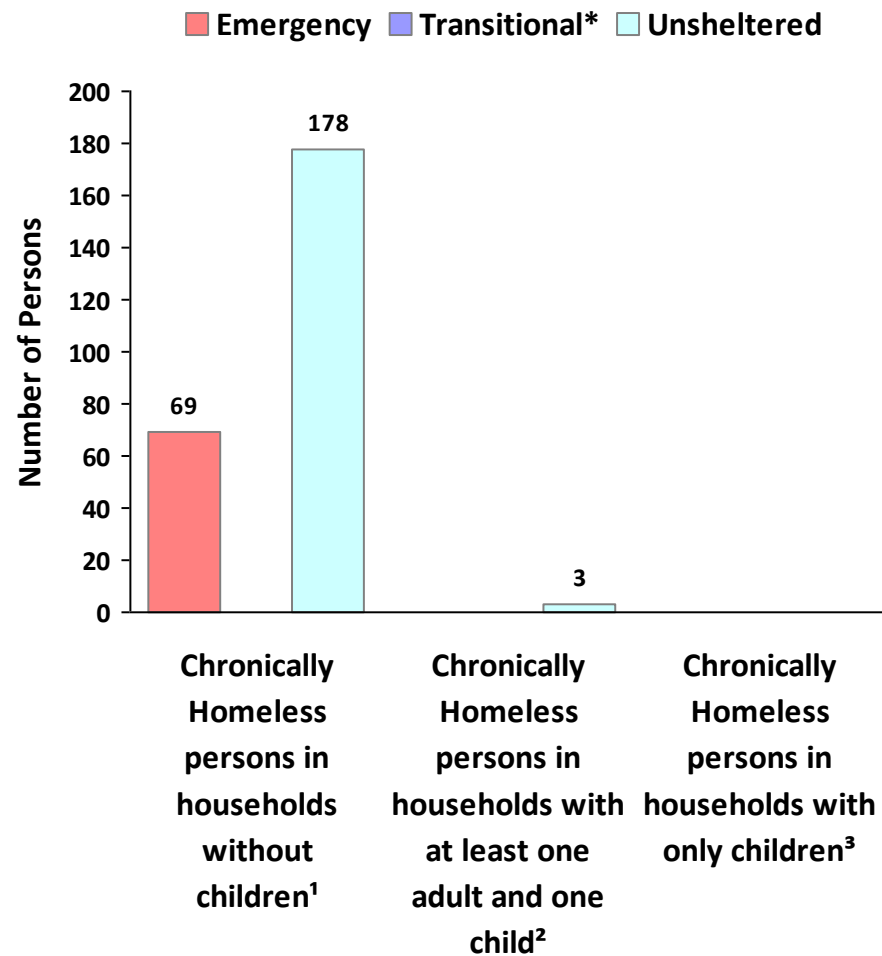 Emergency Transitional* Unsheltered
200
180
160
140
120
100
80
60
40
20
0
Number of Persons
69
178
3
Chronically
Homeless
persons in
households
without
children¹
Chronically
Homeless
persons in
households with
at least one
adult and one
child²
Chronically
Homeless
persons in
households with
only children³